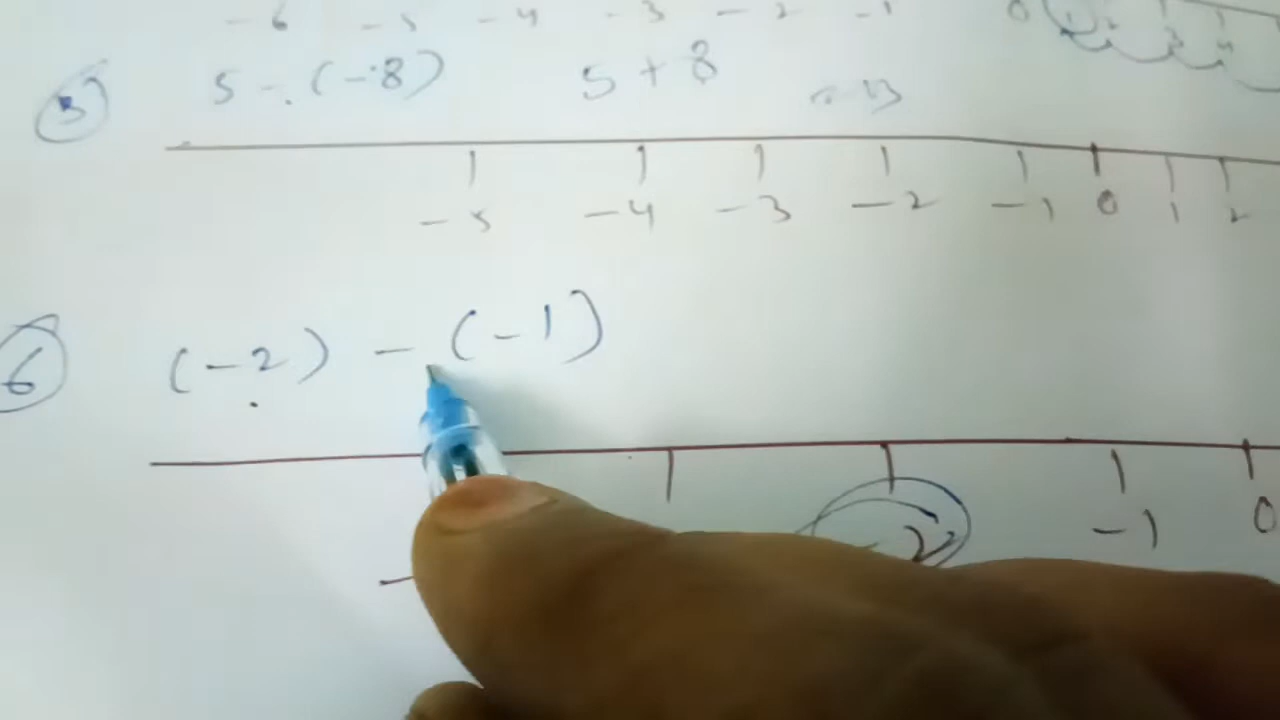 -6 -5 -4 -3 -2 -1 0
5 5 - (-8) 5 + 8 = 13
-5 -4 -3 -2 -1 0 1 2
6 (-2) - (-1)
-2 -1 0